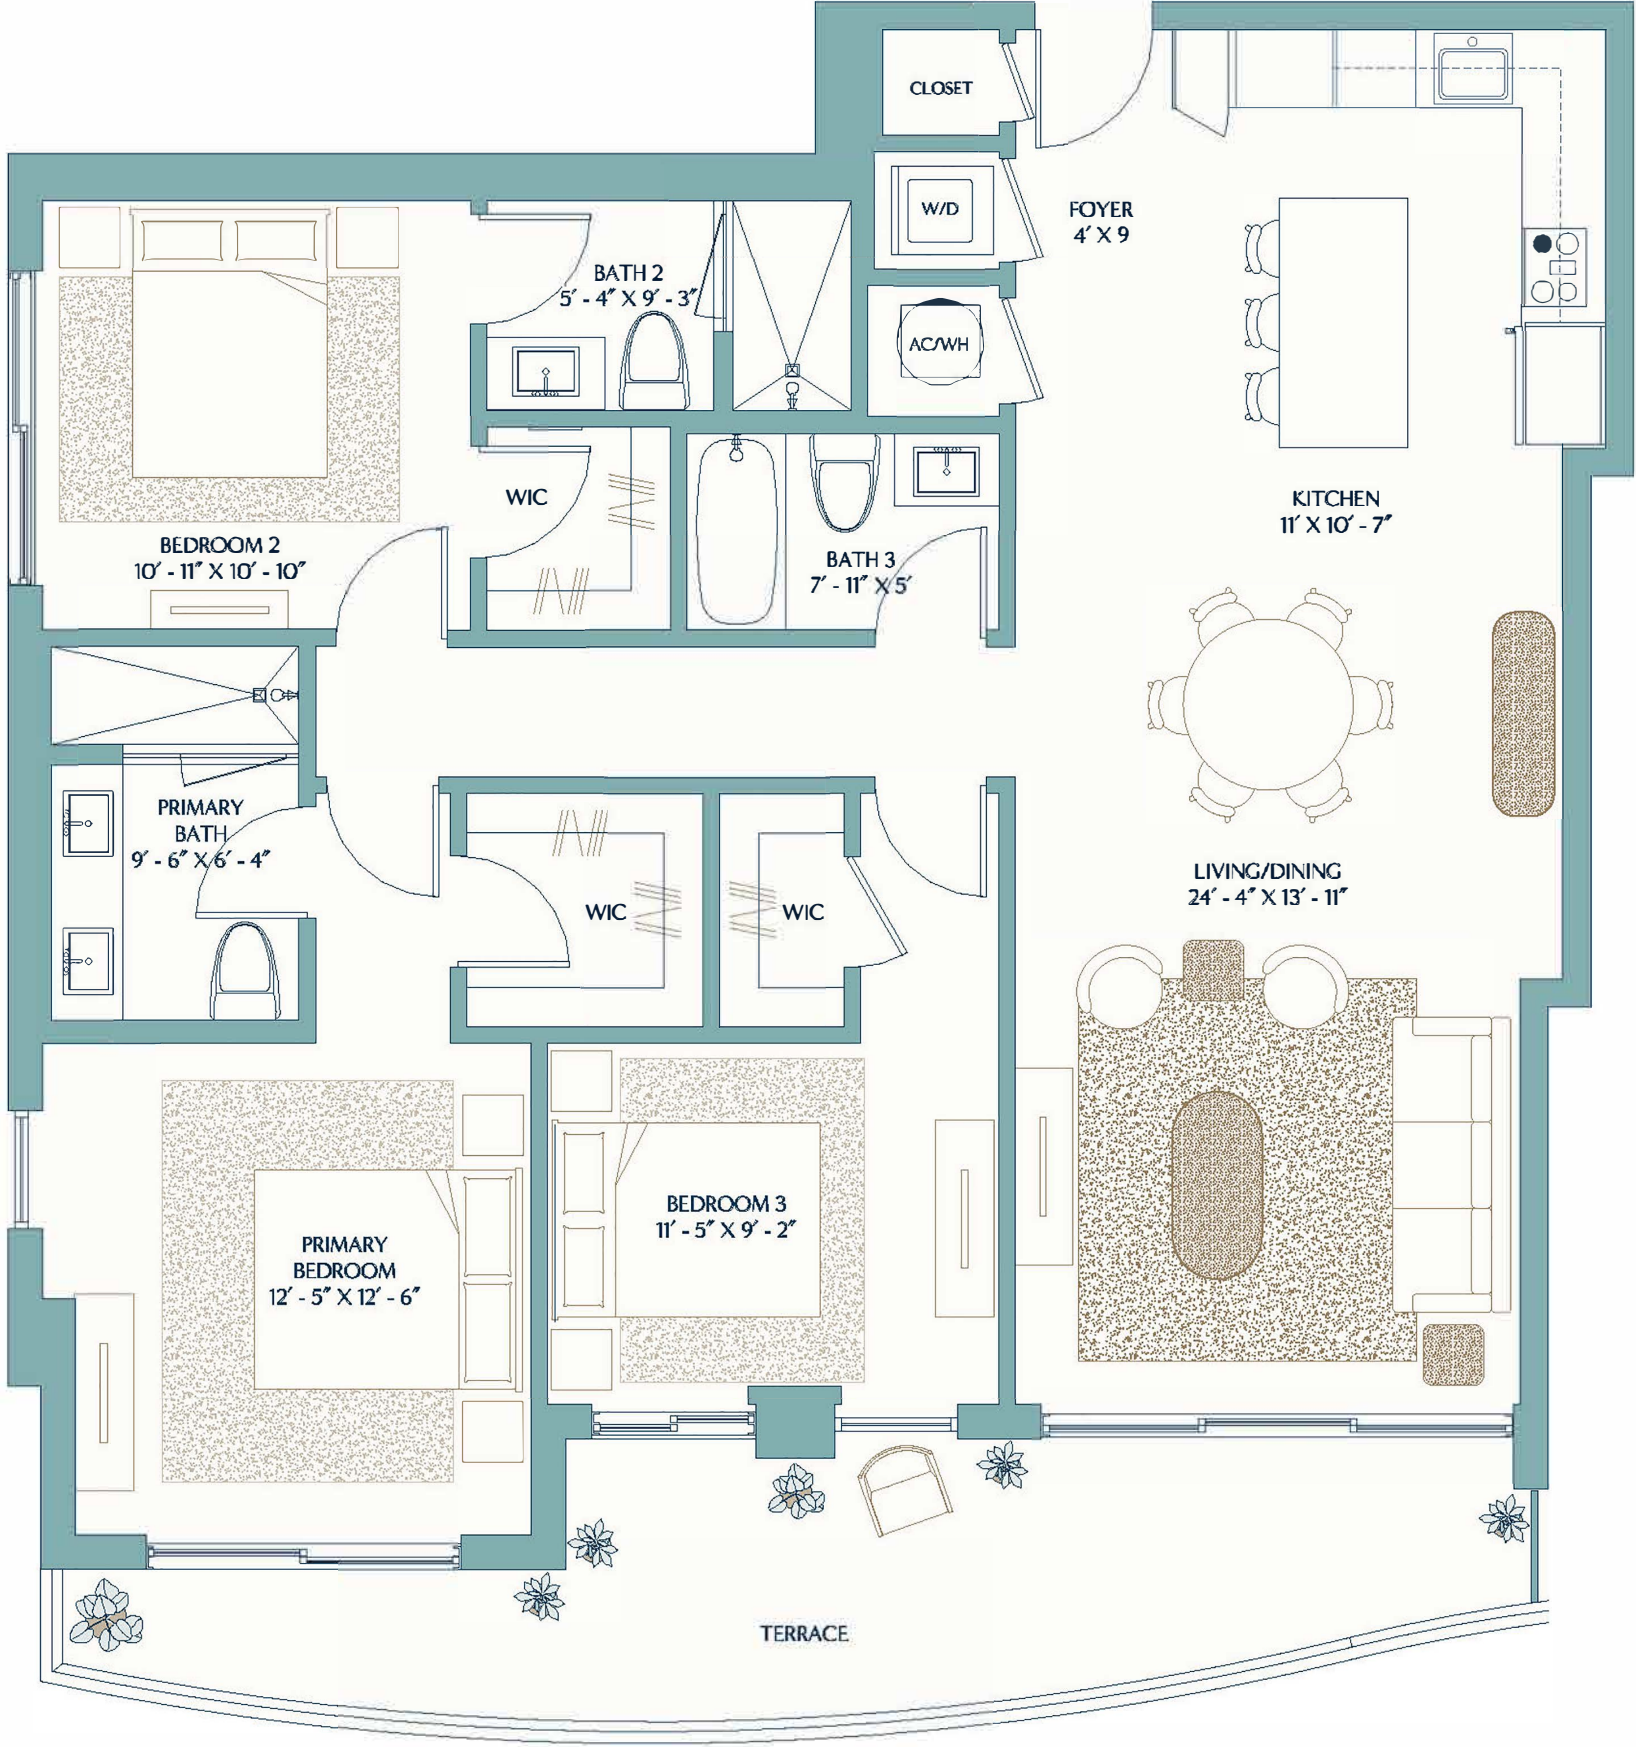 CLOSET
W/D
FOYER
4' X 9
BATH 2
5' - 4" X 9' - 3"
AC/WH
WIC
KITCHEN
11' X 10' - 7"
BEDROOM 2
10' - 11" X 10' - 10"
BATH 3
7' - 11" X 5'
PRIMARY
BATH
9' - 6" X 6' - 4"
WIC
WIC
LIVING/DINING
24' - 4" X 13' - 11"
BEDROOM 3
11' - 5" X 9' - 2"
PRIMARY
BEDROOM
12' - 5" X 12' - 6"
TERRACE